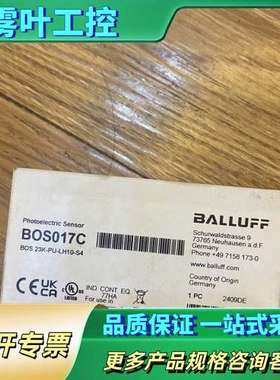 雾叶工控
Photoelectric Sensor
BOS017C
BOS 23K-PU-LH10-S4
BALLUFF
Schurwaldstrasse 9
73765 Neuhausen a.d.F.
Germany
Phone +49 7158 173-0
www.balluff.com
Country of Origin
Germany
IND. CONT. EQ.
77HA
1 PC
2409DE
品质保证 一站式采
开专票
更多产品规格咨询客